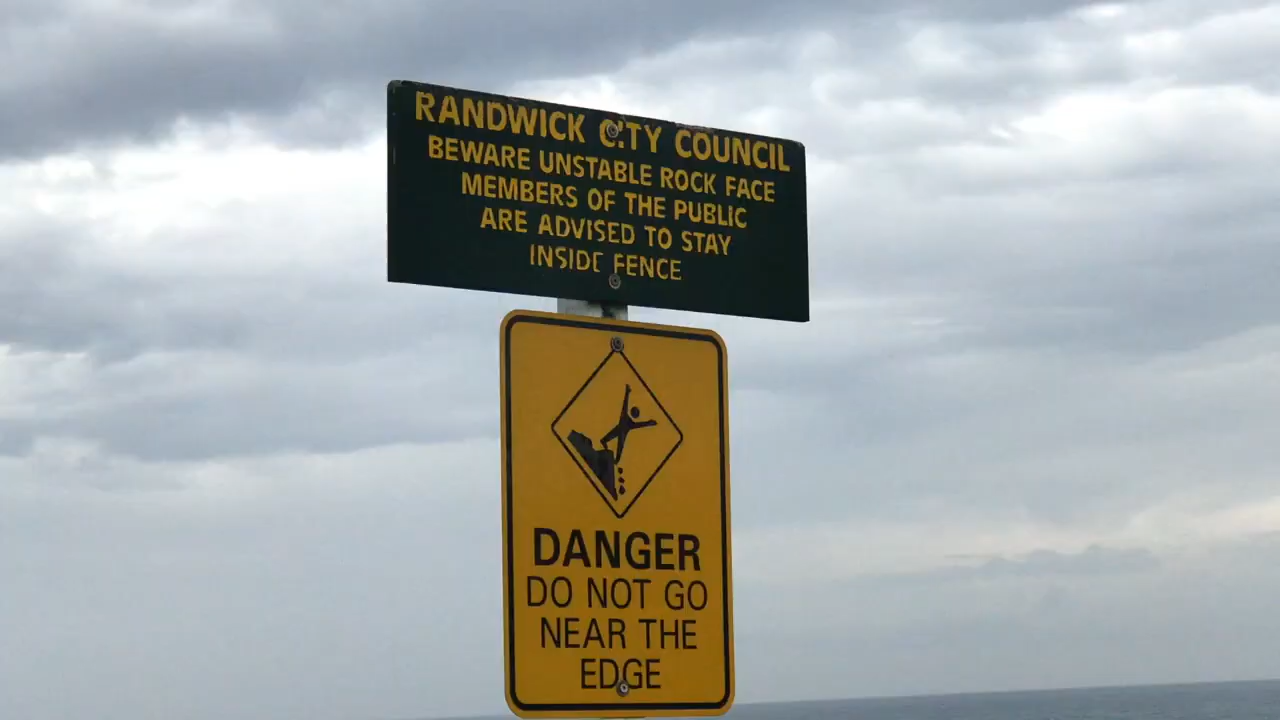 RANDWICK CITY COUNCIL
BEWARE UNSTABLE ROCK FACE
MEMBERS OF THE PUBLIC
ARE ADVISED TO STAY
INSIDE FENCE
DANGER
DO NOT GO
NEAR THE
EDGE